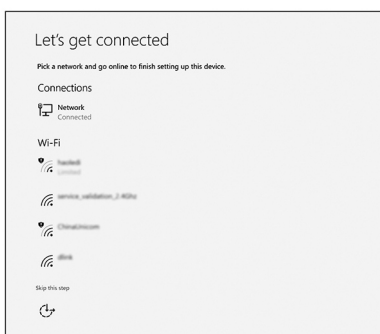 Let's get connected
Pick a network and go online to finish setting up this device.
Connections
Network
Connected
Wi-Fi
Limited
service_validation_2.4Ghz
ChinaUnicom
dlink
Skip this step